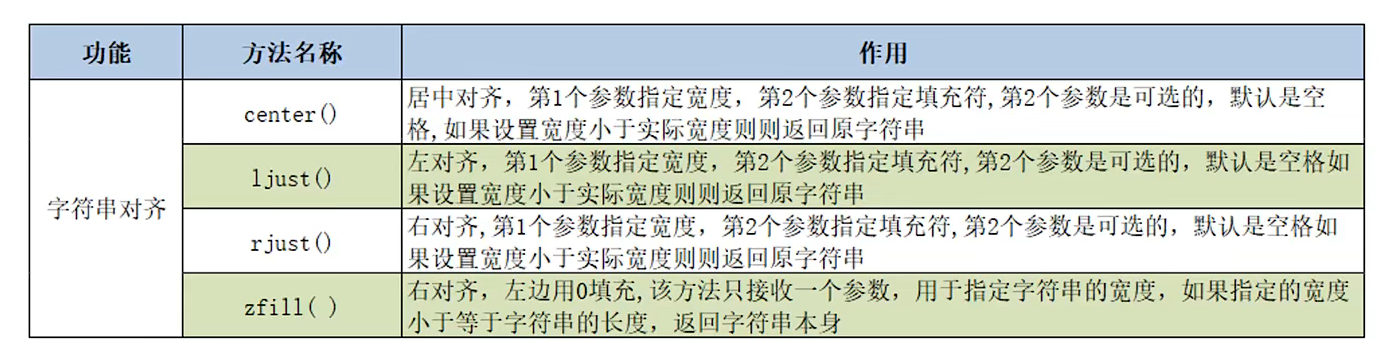 功能 方法名称 作用
字符串对齐
center()
居中对齐，第1个参数指定宽度，第2个参数指定填充符,第2个参数是可选的，默认是空
格,如果设置宽度小于实际宽度则则返回原字符串
ljust()
左对齐，第1个参数指定宽度，第2个参数指定填充符,第2个参数是可选的，默认是空格如
果设置宽度小于实际宽度则则返回原字符串
rjust()
右对齐,第1个参数指定宽度，第2个参数指定填充符,第2个参数是可选的，默认是空格如
果设置宽度小于实际宽度则则返回原字符串
zfill( )
右对齐，左边用0填充,该方法只接收一个参数，用于指定字符串的宽度，如果指定的宽度
小于等于字符串的长度，返回字符串本身